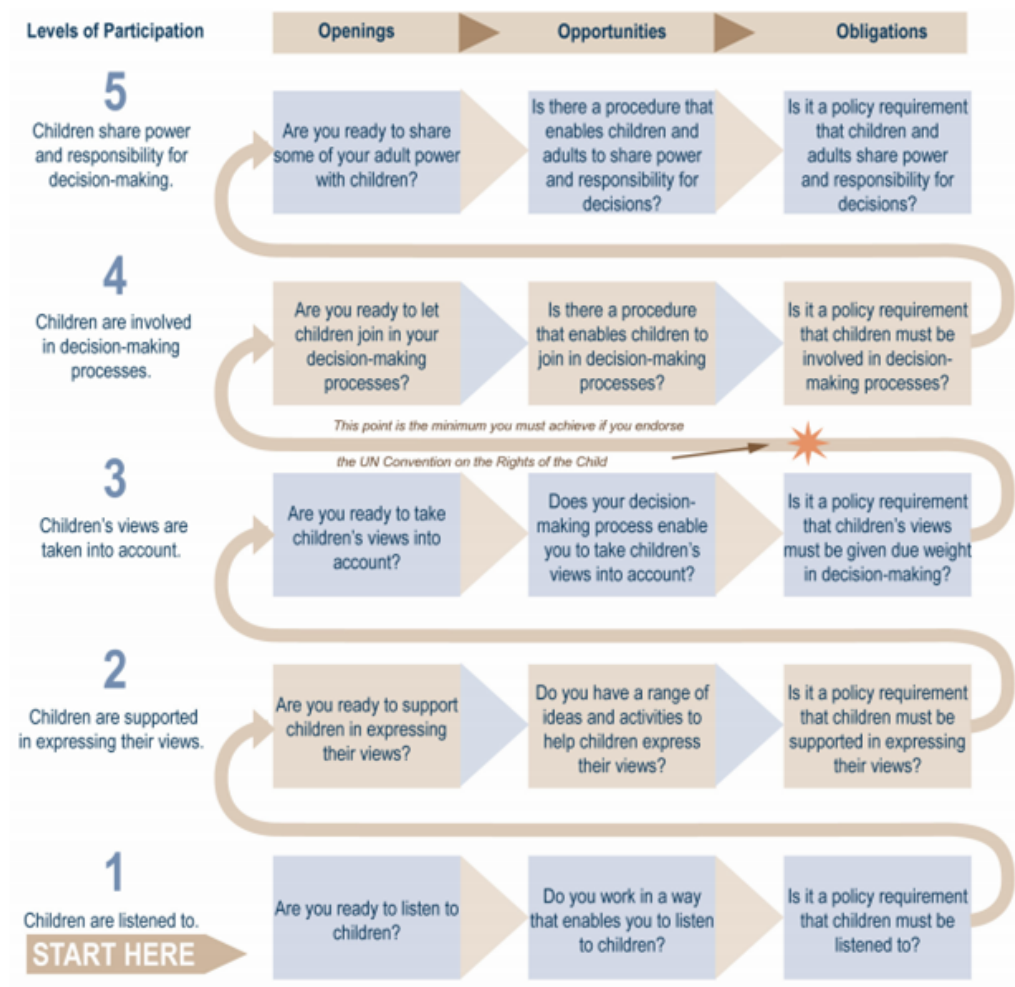 Levels of Participation
Openings
Opportunities
Obligations
5
Children share power
and responsibility for
decision-making.
Are you ready to share
some of your adult power
with children?
Is there a procedure that
enables children and
adults to share power
and responsibility for
decisions?
Is it a policy requirement
that children and
adults share power
and responsibility for
decisions?
4
Children are involved
in decision-making
processes.
Are you ready to let
children join in your
decision-making
processes?
Is there a procedure
that enables children to
join in decision-making
processes?
Is it a policy requirement
that children must be
involved in decision-
making processes?
This point is the minimum you must achieve if you endorse
the UN Convention on the Rights of the Child
3
Children’s views are
taken into account.
Are you ready to take
children’s views into
account?
Does your decision-
making process enable
you to take children’s
views into account?
Is it a policy requirement
that children’s views
must be given due weight
in decision-making?
2
Children are supported
in expressing their views.
Are you ready to support
children in expressing
their views?
Do you have a range of
ideas and activities to
help children express
their views?
Is it a policy requirement
that children must be
supported in expressing
their views?
1
Children are listened to.
START HERE
Are you ready to listen to
children?
Do you work in a way
that enables you to listen
to children?
Is it a policy requirement
that children must be
listened to?